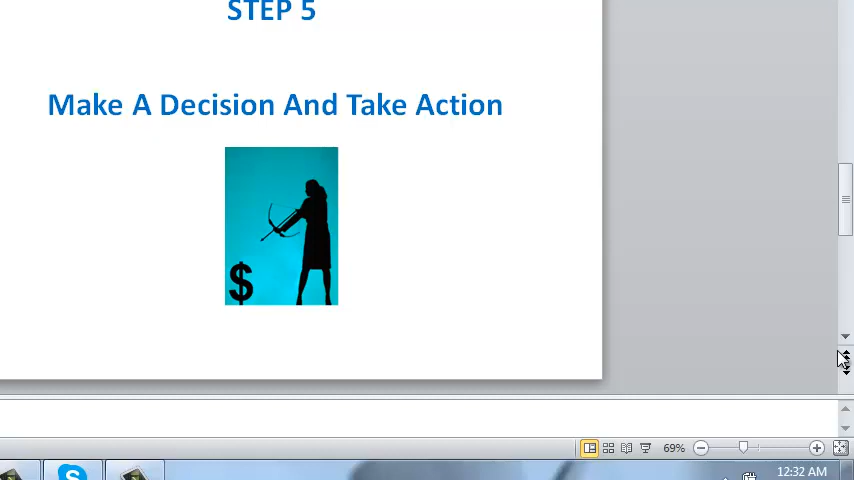 STEP 5
Make A Decision And Take Action
$
69%
12:32 AM